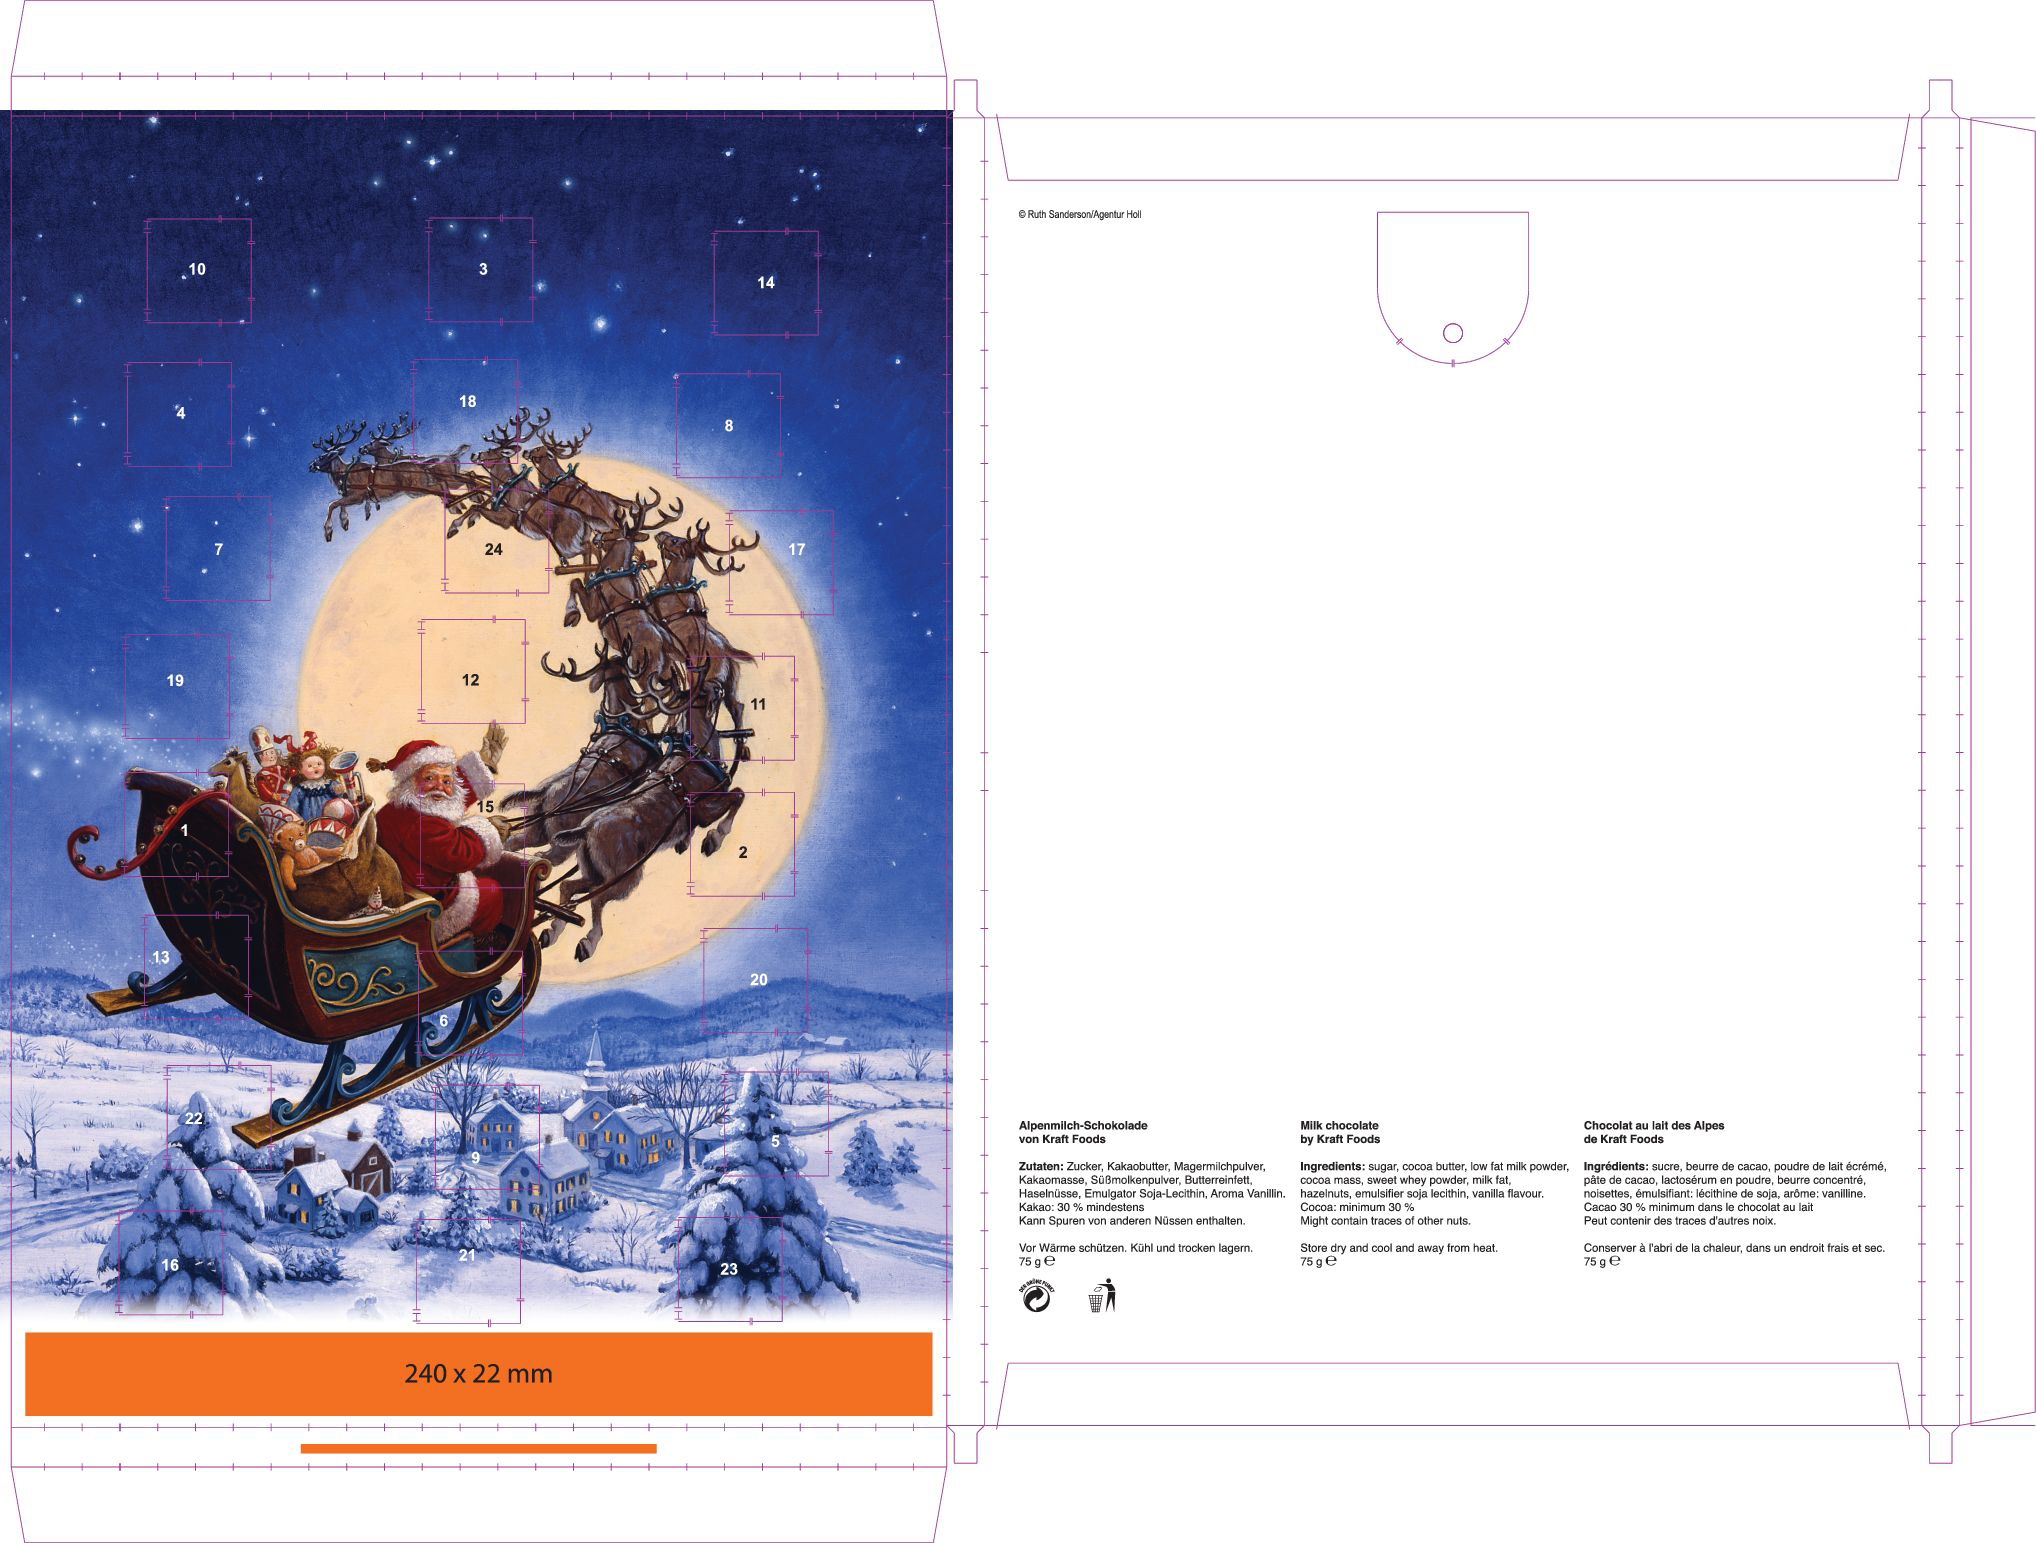 10
3
14
4
18
8
7
24
17
19
12
11
1
15
2
13
6
20
22
9
5
16
21
23
240 x 22 mm
© Ruth Sanderson/Agentur Holl
Alpenmilch-Schokolade
von Kraft Foods
Zutaten: Zucker, Kakaobutter, Magermilchpulver,
Kakaomasse, Süßmolkenpulver, Butterreinfett,
Haselnüsse, Emulgator Soja-Lecithin, Aroma Vanillin.
Kakao: 30 % mindestens
Kann Spuren von anderen Nüssen enthalten.
Vor Wärme schützen. Kühl und trocken lagern.
75 g ℮
DER GRÜNE PUNKT
Milk chocolate
by Kraft Foods
Ingredients: sugar, cocoa butter, low fat milk powder,
cocoa mass, sweet whey powder, milk fat,
hazelnuts, emulsifier soja lecithin, vanilla flavour.
Cocoa: minimum 30 %
Might contain traces of other nuts.
Store dry and cool and away from heat.
75 g ℮
Chocolat au lait des Alpes
de Kraft Foods
Ingrédients: sucre, beurre de cacao, poudre de lait écrémé,
pâte de cacao, lactosérum en poudre, beurre concentré,
noisettes, émulsifiant: lécithine de soja, arôme: vanilline.
Cacao 30 % minimum dans le chocolat au lait
Peut contenir des traces d'autres noix.
Conserver à l'abri de la chaleur, dans un endroit frais et sec.
75 g ℮